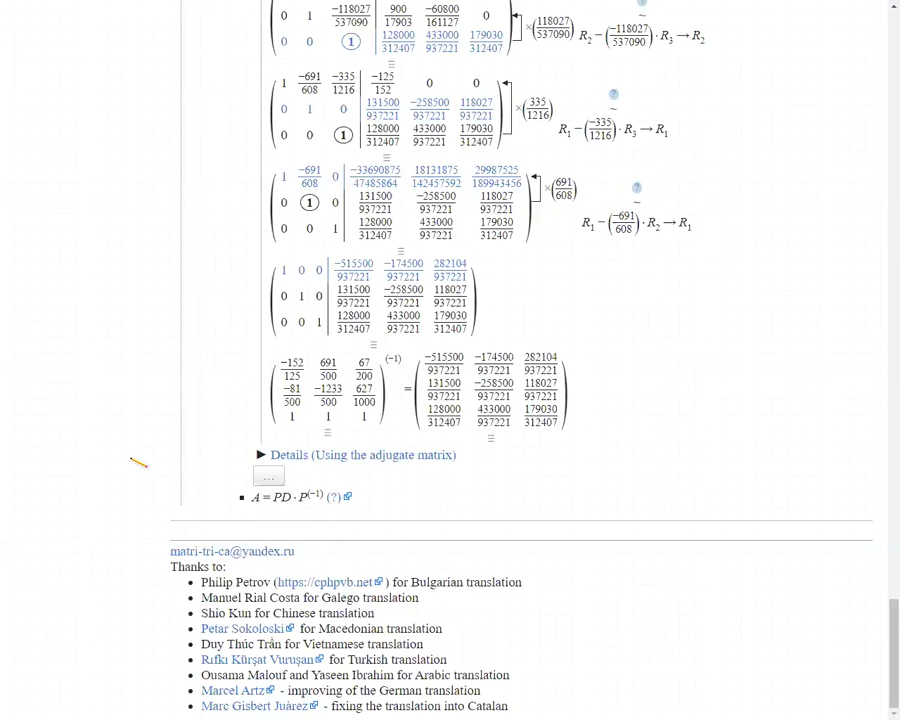 0 1 -118027/537090 | 900/17903 -60800/161127 0 ×(118027/537090) R2 − (-118027/537090) · R3 → R2
0 0 1 | 128000/312407 433000/937221 179030/312407
1 -691/608 -335/1216 | -125/152 0 0
0 1 0 | 131500/937221 -258500/937221 118027/937221 ×(335/1216) R1 − (-335/1216) · R3 → R1
0 0 1 | 128000/312407 433000/937221 179030/312407
1 -691/608 0 | -33690875/47485864 18131875/142457592 29987525/189943456 ×(691/608)
0 1 0 | 131500/937221 -258500/937221 118027/937221 R1 − (-691/608) · R2 → R1
0 0 1 | 128000/312407 433000/937221 179030/312407
1 0 0 | -515500/937221 -174500/937221 282104/937221
0 1 0 | 131500/937221 -258500/937221 118027/937221
0 0 1 | 128000/312407 433000/937221 179030/312407
-152/125 691/500 67/200 (-1) -515500/937221 -174500/937221 282104/937221
-81/500 -1233/500 627/1000 = 131500/937221 -258500/937221 118027/937221
1 1 1 128000/312407 433000/937221 179030/312407
► Details (Using the adjugate matrix)
...
▪ A = PD · P(-1) (?)
matri-tri-ca@yandex.ru
Thanks to:
• Philip Petrov (https://cphpvb.net ) for Bulgarian translation
• Manuel Rial Costa for Galego translation
• Shio Kun for Chinese translation
• Petar Sokoloski for Macedonian translation
• Duy Thúc Trần for Vietnamese translation
• Rıfkı Kürşat Vuruşan for Turkish translation
• Ousama Malouf and Yaseen Ibrahim for Arabic translation
• Marcel Artz - improving of the German translation
• Marc Gisbert Juàrez - fixing the translation into Catalan